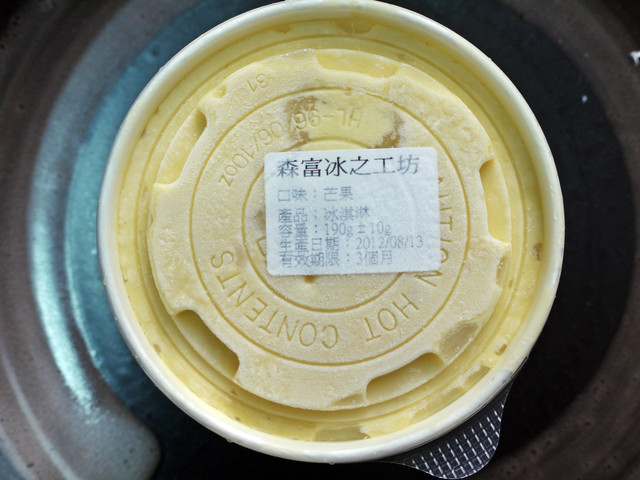 森富冰之工坊
口味：芒果
產品：冰淇淋
容量：190g±10g
生產日期：2012/08/13
有效期限：3個月
CAUTION HOT CONTENTS